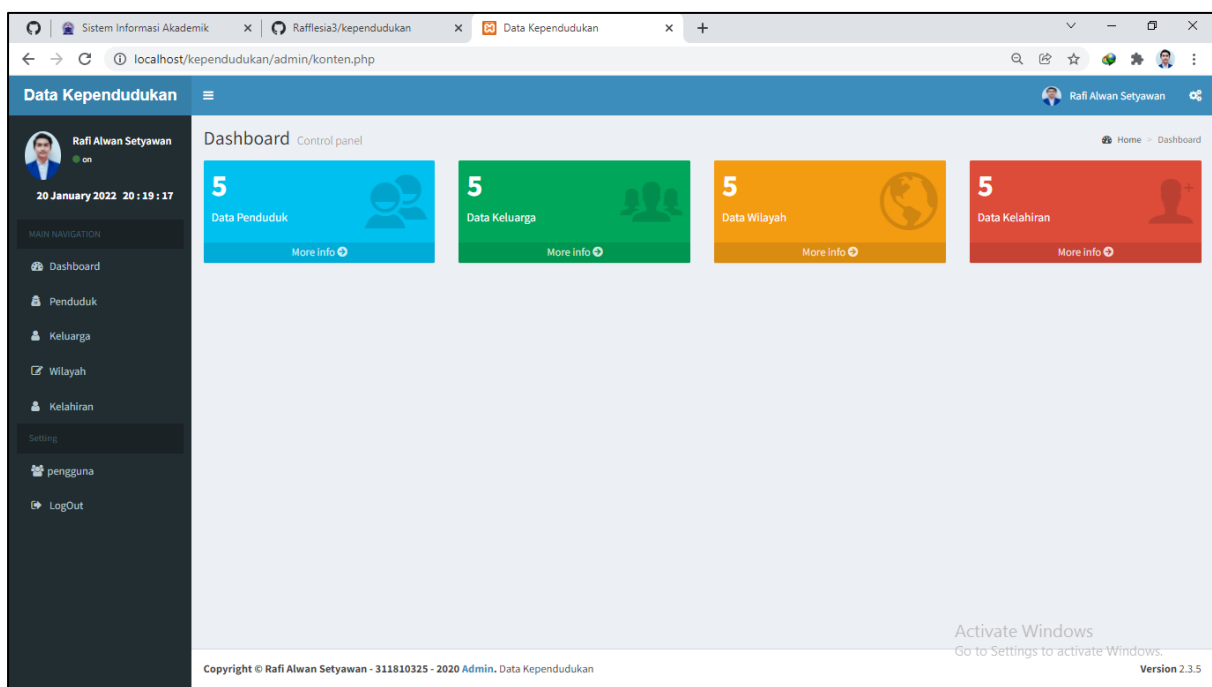 Sistem Informasi Akademik
Rafflesia3/kependudukan
Data Kependudukan
localhost/kependudukan/admin/konten.php
Data Kependudukan
Rafi Alwan Setyawan
Rafi Alwan Setyawan
on
20 January 2022 20 : 19 : 17
MAIN NAVIGATION
Dashboard
Penduduk
Keluarga
Wilayah
Kelahiran
Setting
pengguna
LogOut
Dashboard Control panel
Home > Dashboard
5
Data Penduduk
More info
5
Data Keluarga
More info
5
Data Wilayah
More info
5
Data Kelahiran
More info
Activate Windows
Go to Settings to activate Windows.
Copyright © Rafi Alwan Setyawan - 311810325 - 2020 Admin. Data Kependudukan
Version 2.3.5